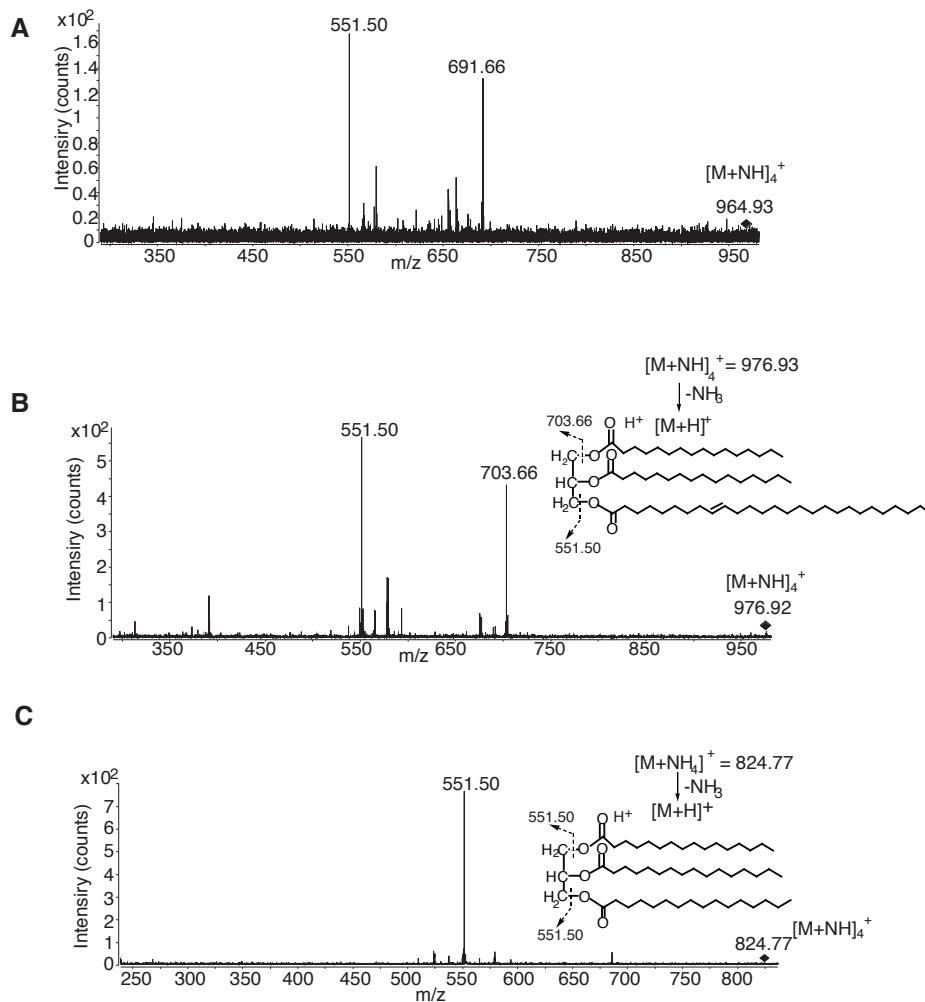 A
x10²
Intensiry (counts)
1.6
1.4
1.2
1.0
0.8
0.6
0.4
0.2
0
551.50
691.66
[M+NH]₄⁺
964.93
350 450 550 650 750 850 950
m/z
B
[M+NH]₄⁺ = 976.93
-NH₃
[M+H]⁺
703.66
O H⁺
H₂C O O
HC O
H₂C O
O
551.50
x10²
Intensiry (counts)
5
4
3
2
1
0
551.50
703.66
[M+NH]₄⁺
976.92
350 450 550 650 750 850 950
m/z
C
[M+NH₄]⁺ = 824.77
-NH₃
[M+H]+
551.50
O H⁺
H₂C O O
HC O
H₂C O
O
551.50
x10²
Intensiry (counts)
7
6
5
4
3
2
1
0
551.50
[M+NH]₄⁺
824.77
250 300 350 400 450 500 550 600 650 700 750 800
m/z